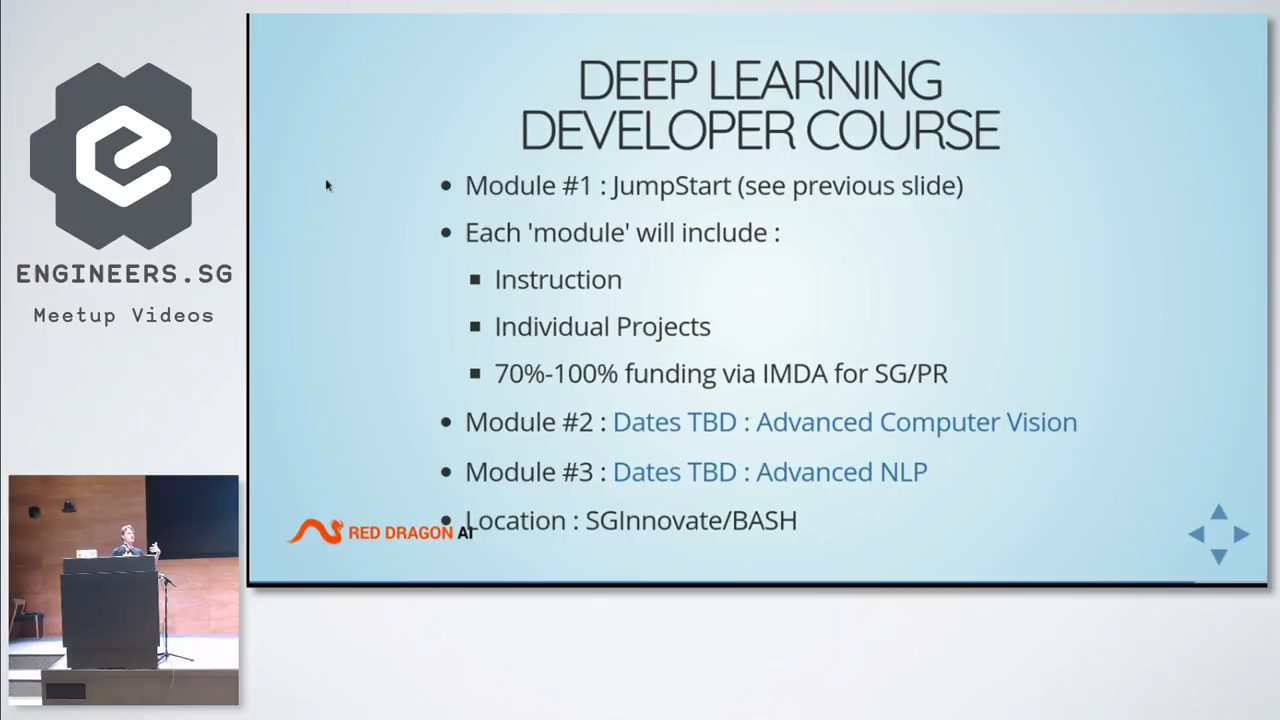 ENGINEERS.SG
Meetup Videos
DEEP LEARNING
DEVELOPER COURSE
Module #1 : JumpStart (see previous slide)
Each 'module' will include :
Instruction
Individual Projects
70%-100% funding via IMDA for SG/PR
Module #2 : Dates TBD : Advanced Computer Vision
Module #3 : Dates TBD : Advanced NLP
Location : SGInnovate/BASH
RED DRAGON AI